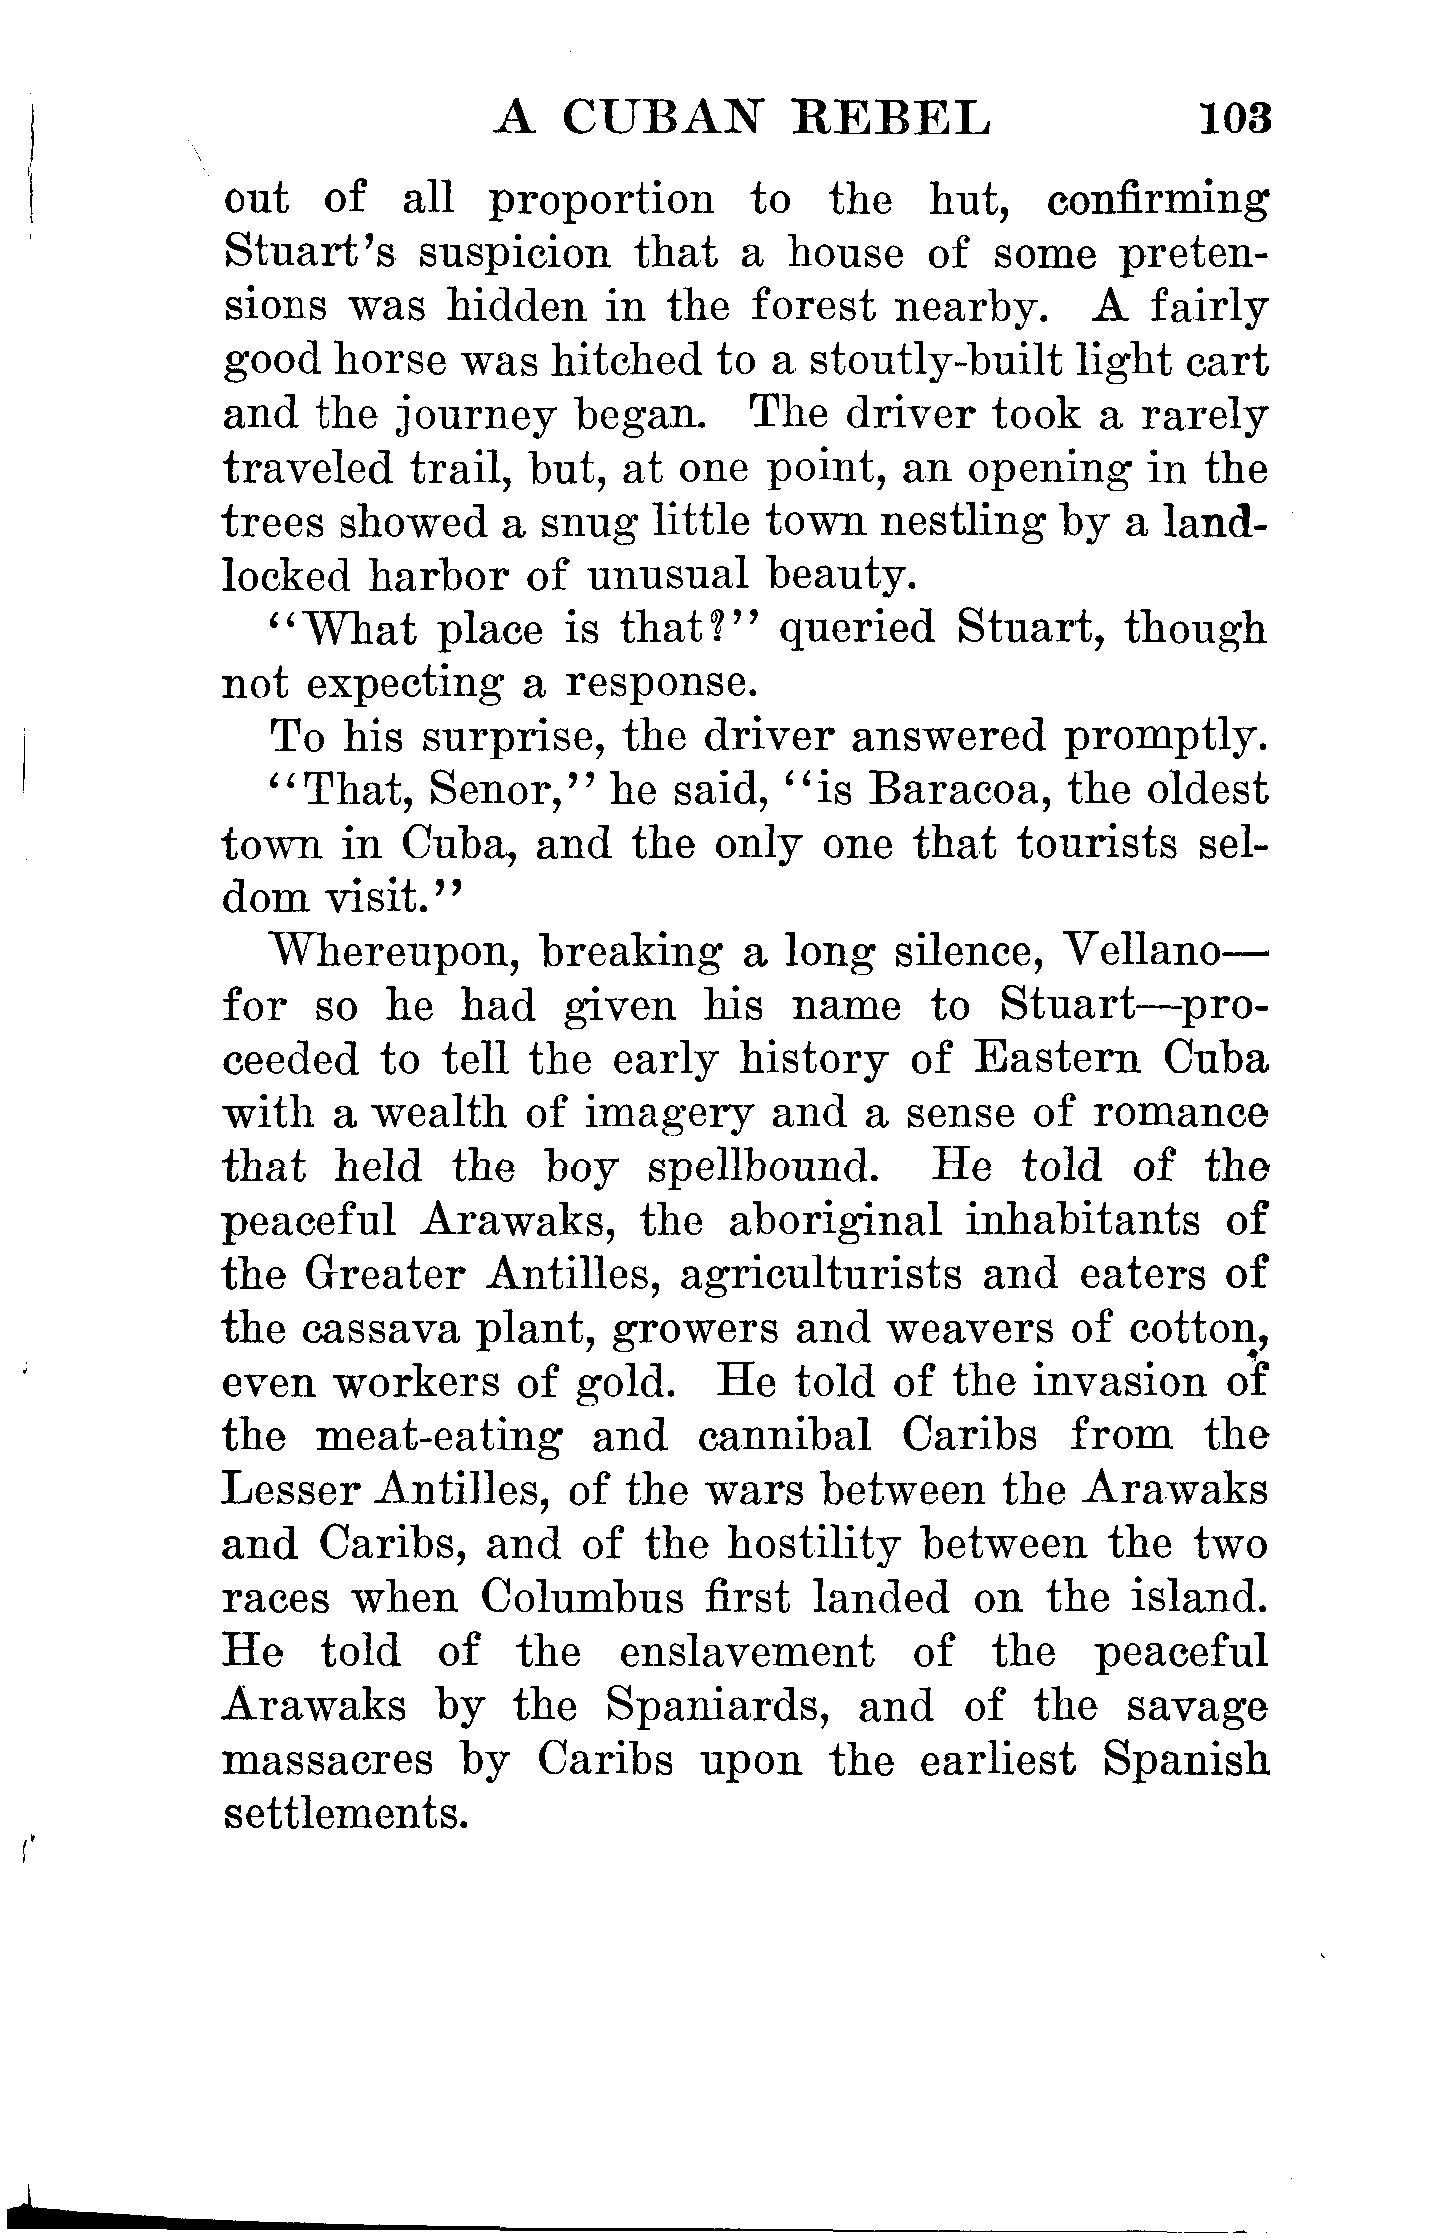 A CUBAN REBEL 103
out of all proportion to the hut, confirming
Stuart's suspicion that a house of some preten-
sions was hidden in the forest nearby. A fairly
good horse was hitched to a stoutly-built light cart
and the journey began. The driver took a rarely
traveled trail, but, at one point, an opening in the
trees showed a snug little town nestling by a land-
locked harbor of unusual beauty.
"What place is that?" queried Stuart, though
not expecting a response.
To his surprise, the driver answered promptly.
"That, Senor," he said, "is Baracoa, the oldest
town in Cuba, and the only one that tourists sel-
dom visit."
Whereupon, breaking a long silence, Vellano—
for so he had given his name to Stuart—pro-
ceeded to tell the early history of Eastern Cuba
with a wealth of imagery and a sense of romance
that held the boy spellbound. He told of the
peaceful Arawaks, the aboriginal inhabitants of
the Greater Antilles, agriculturists and eaters of
the cassava plant, growers and weavers of cotton,
even workers of gold. He told of the invasion of
the meat-eating and cannibal Caribs from the
Lesser Antilles, of the wars between the Arawaks
and Caribs, and of the hostility between the two
races when Columbus first landed on the island.
He told of the enslavement of the peaceful
Arawaks by the Spaniards, and of the savage
massacres by Caribs upon the earliest Spanish
settlements.